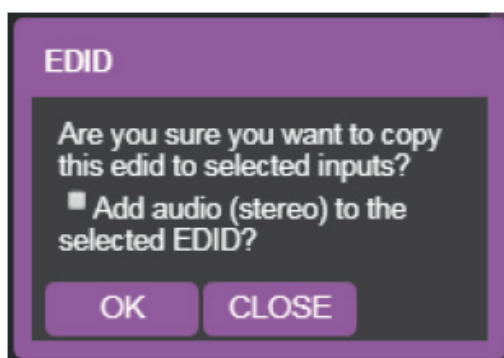 EDID
Are you sure you want to copy
this edid to selected inputs?
Add audio (stereo) to the
selected EDID?
OK
CLOSE